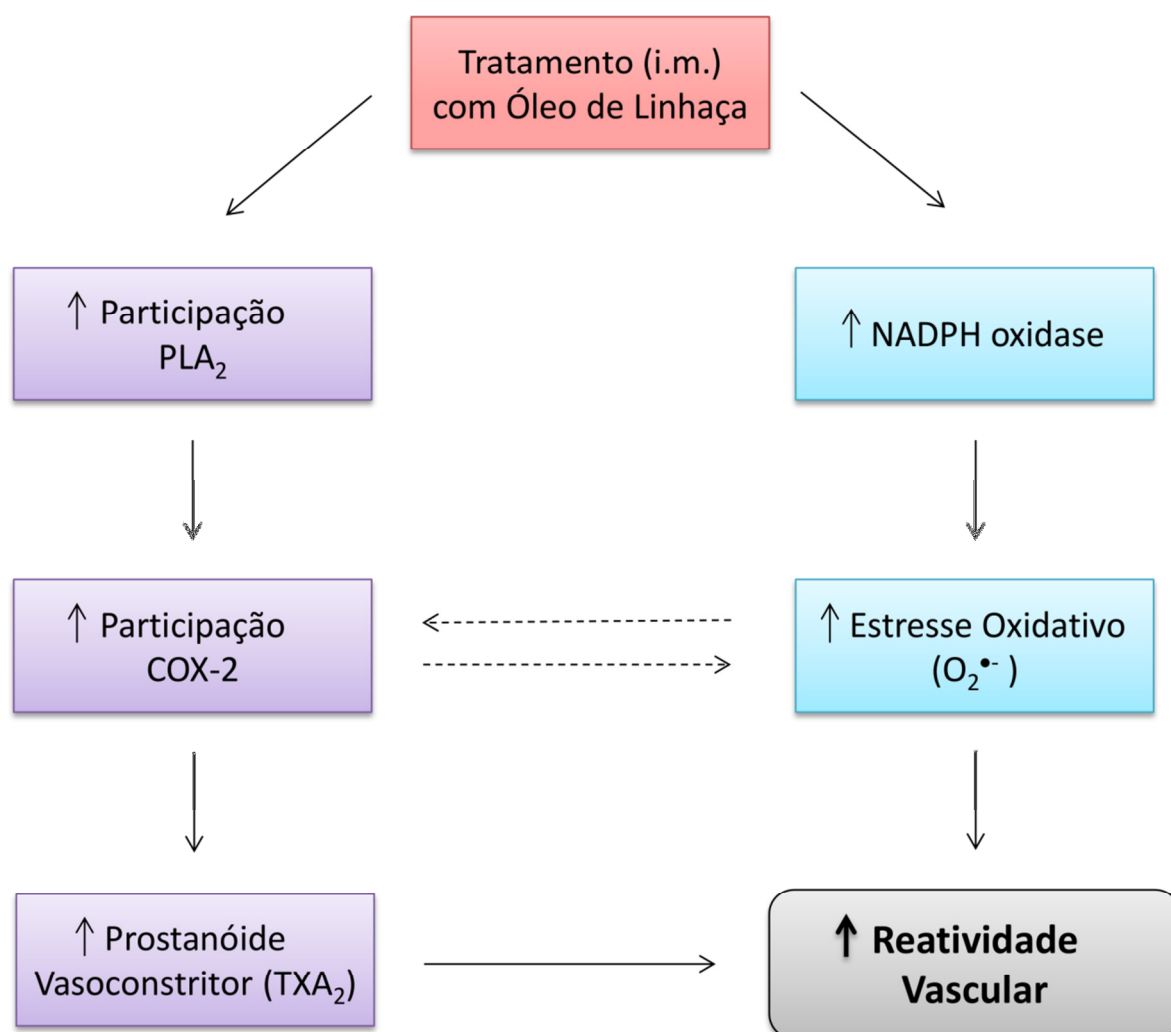 Tratamento (i.m.)
com Óleo de Linhaça
↑ Participação
PLA₂
↑ NADPH oxidase
↑ Participação
COX-2
↑ Estresse Oxidativo
(O₂•-)
↑ Prostanóide
Vasoconstritor (TXA₂)
↑ Reatividade
Vascular